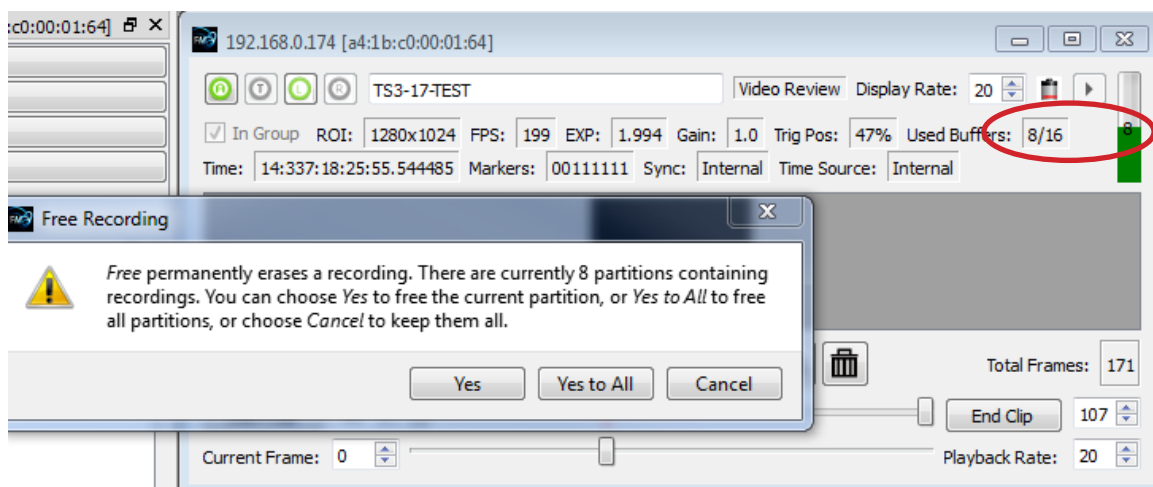 :c0:00:01:64]
192.168.0.174 [a4:1b:c0:00:01:64]
A T L R TS3-17-TEST Video Review Display Rate: 20
In Group ROI: 1280x1024 FPS: 199 EXP: 1.994 Gain: 1.0 Trig Pos: 47% Used Buffers: 8/16 8
Time: 14:337:18:25:55.544485 Markers: 00111111 Sync: Internal Time Source: Internal
Free Recording
Free permanently erases a recording. There are currently 8 partitions containing
recordings. You can choose Yes to free the current partition, or Yes to All to free
all partitions, or choose Cancel to keep them all.
Yes Yes to All Cancel
Total Frames: 171
End Clip 107
Current Frame: 0 Playback Rate: 20